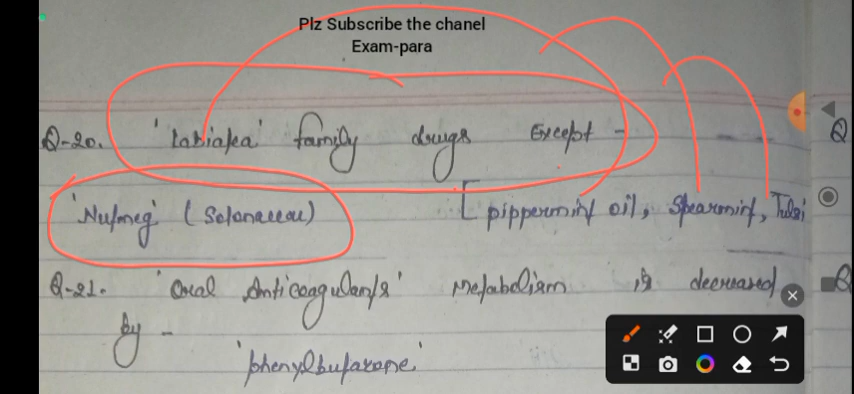 Plz Subscribe the chanel
Exam-para
Q-20. 'Labiatea' family drugs Except -
'Nutmeg' (Solanaceae) [pippermint oil, Spearmint, Tulsi
Q-21. 'Oral Anticoagulants' Metabolism is decreased
by -
'phenylbutazone'
Q
Q